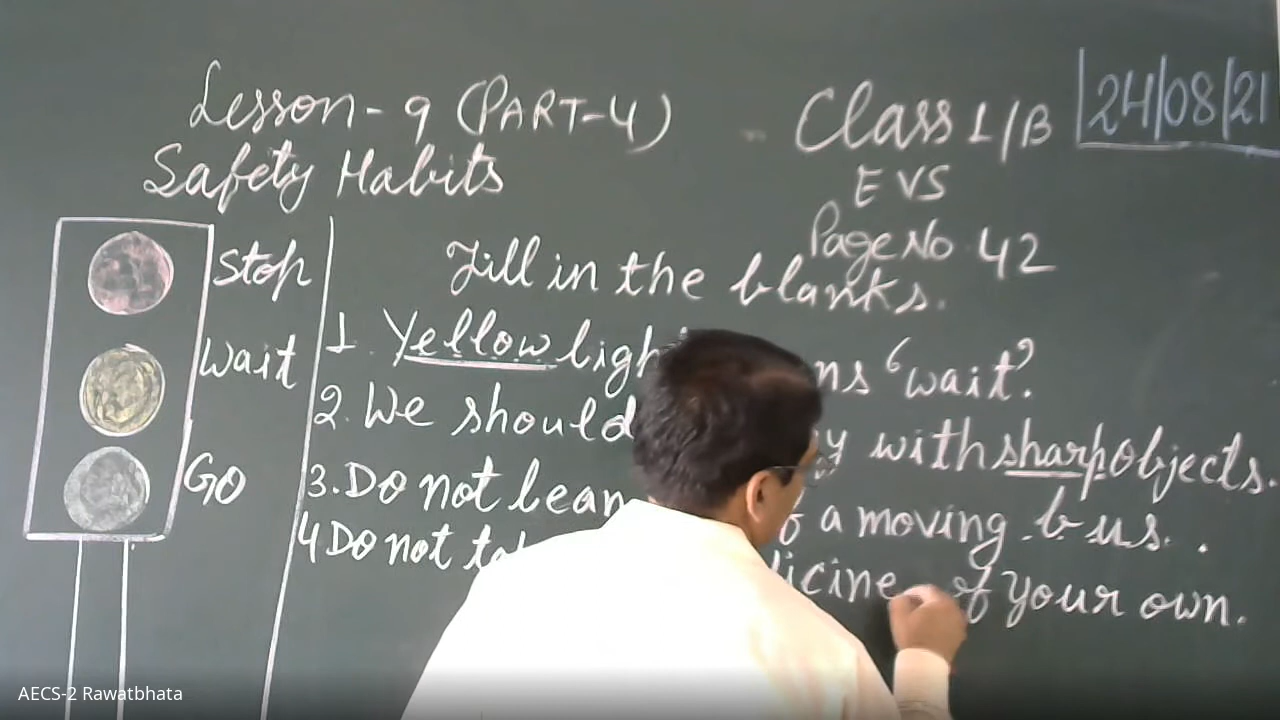 Lesson - 9 (PART-4)
Safety Habits
Class 1/B
24/08/21
EVS
Page No. 42
Stop
Wait
Go
Fill in the blanks.
1. Yellow ligh ns 'wait'.
2. We should y with sharp objects.
3. Do not lean of a moving bus.
4 Do not ta dicine of your own.
AECS-2 Rawatbhata